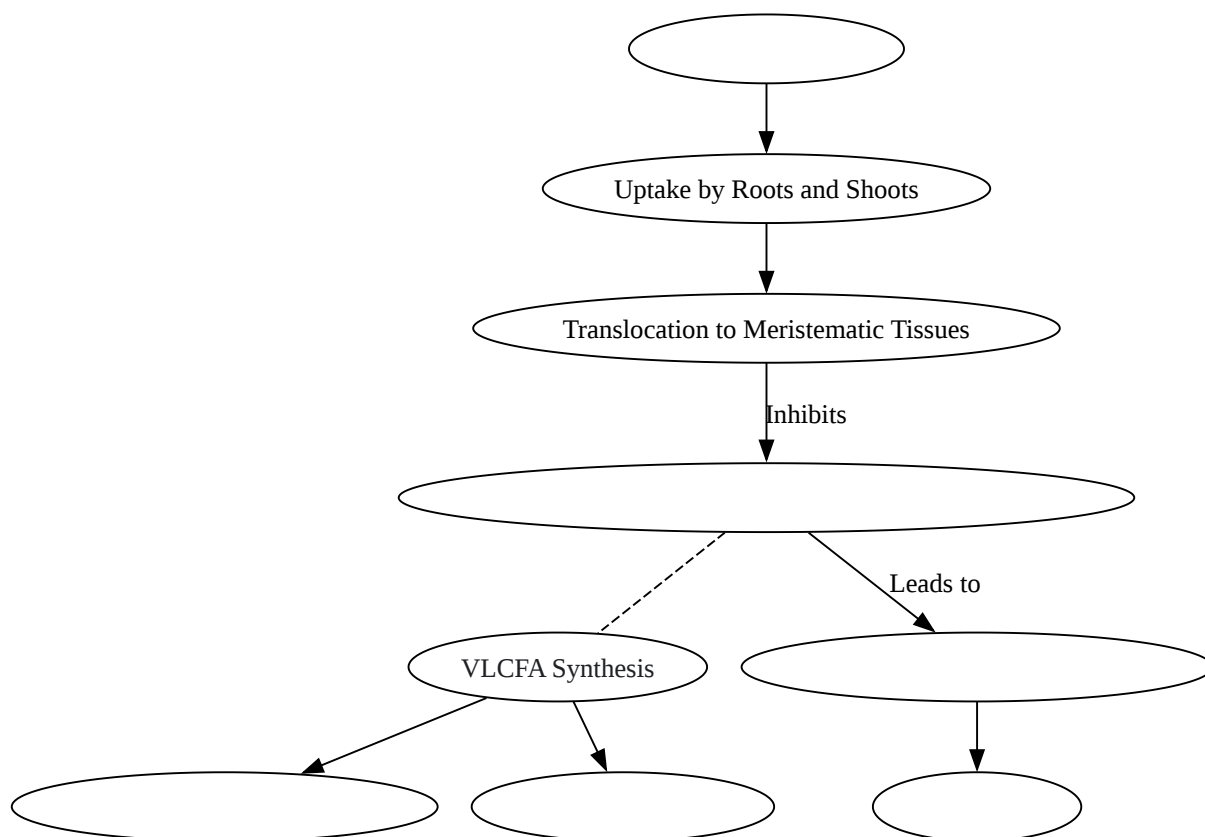 Uptake by Roots and Shoots
Translocation to Meristematic Tissues
Inhibits
Leads to
VLCFA Synthesis